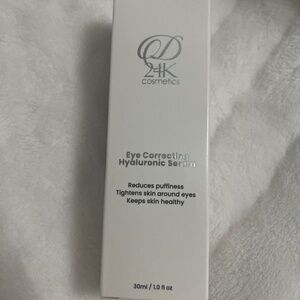 24K
cosmetics
Eye Correcting
Hyaluronic Serum
Reduces puffiness
Tightens skin around eyes
Keeps skin healthy
30ml / 1.0 fl oz